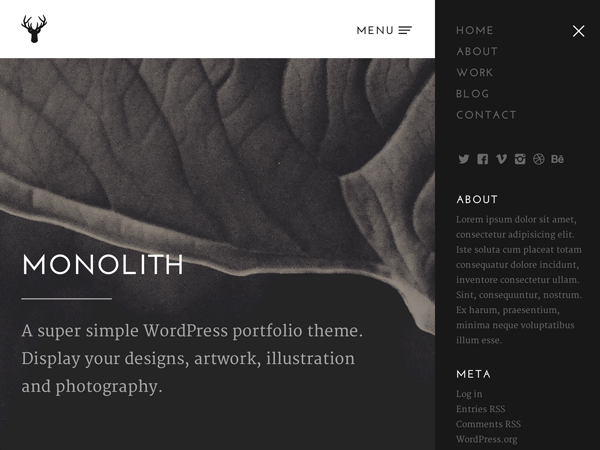 MENU
MONOLITH
A super simple WordPress portfolio theme.
Display your designs, artwork, illustration
and photography.
HOME
ABOUT
WORK
BLOG
CONTACT
Bē
ABOUT
Lorem ipsum dolor sit amet,
consectetur adipisicing elit.
Iste soluta cum placeat totam
consequatur dolore incidunt,
inventore consectetur ullam.
Sint, consequuntur, nostrum.
Ex harum, praesentium,
minima neque voluptatibus
illum esse.
META
Log in
Entries RSS
Comments RSS
WordPress.org